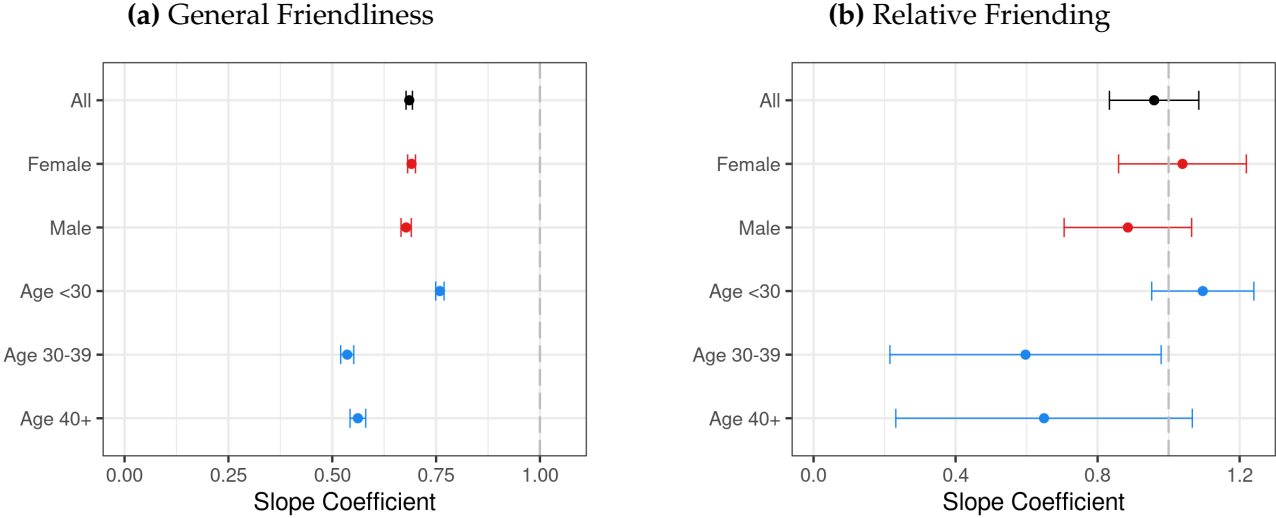 (a) General Friendliness
All
Female
Male
Age <30
Age 30-39
Age 40+
0.00 0.25 0.50 0.75 1.00
Slope Coefficient
(b) Relative Friending
All
Female
Male
Age <30
Age 30-39
Age 40+
0.0 0.4 0.8 1.2
Slope Coefficient